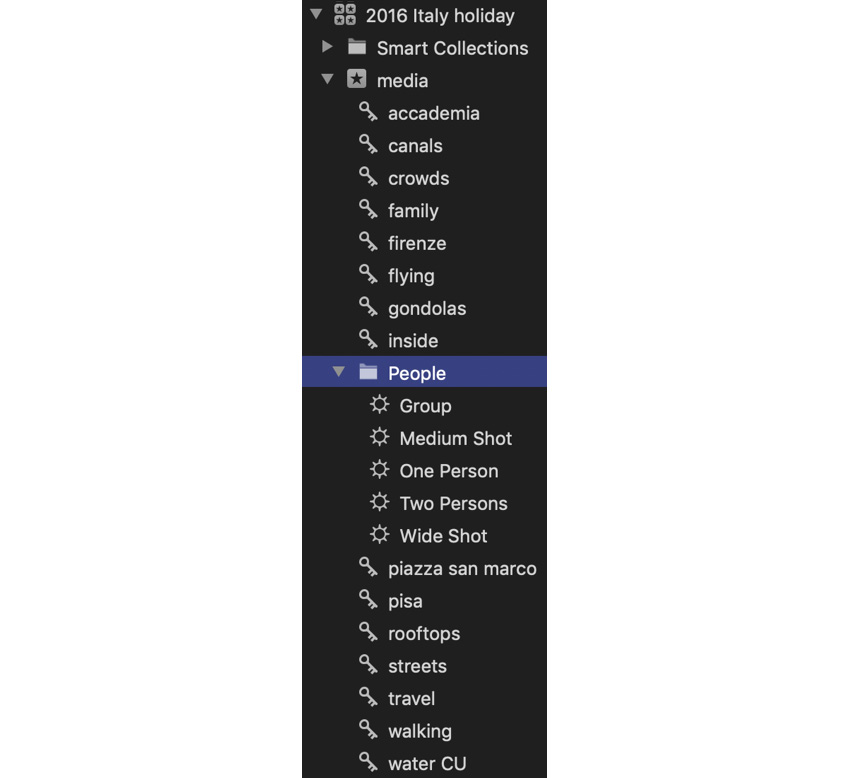 2016 Italy holiday
Smart Collections
media
accademia
canals
crowds
family
firenze
flying
gondolas
inside
People
Group
Medium Shot
One Person
Two Persons
Wide Shot
piazza san marco
pisa
rooftops
streets
travel
walking
water CU